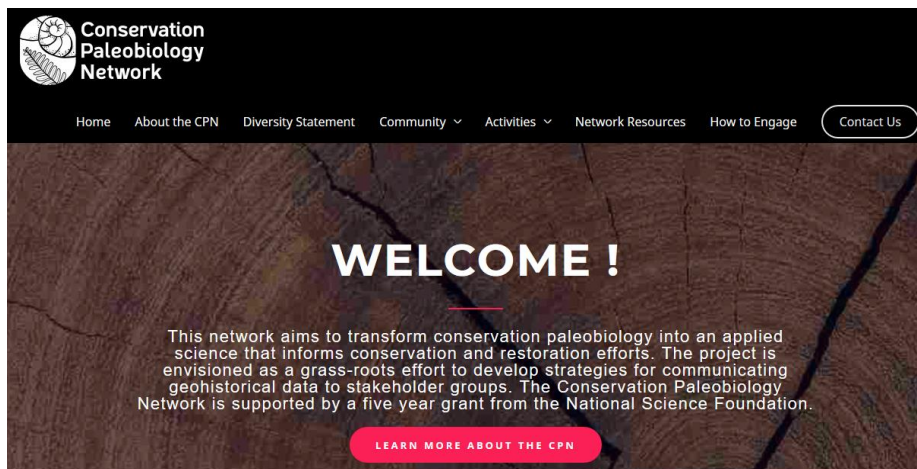 Conservation
Paleobiology
Network
Home About the CPN Diversity Statement Community Activities Network Resources How to Engage Contact Us
WELCOME !
This network aims to transform conservation paleobiology into an applied
science that informs conservation and restoration efforts. The project is
envisioned as a grass-roots effort to develop strategies for communicating
geohistorical data to stakeholder groups. The Conservation Paleobiology
Network is supported by a five year grant from the National Science Foundation.
LEARN MORE ABOUT THE CPN